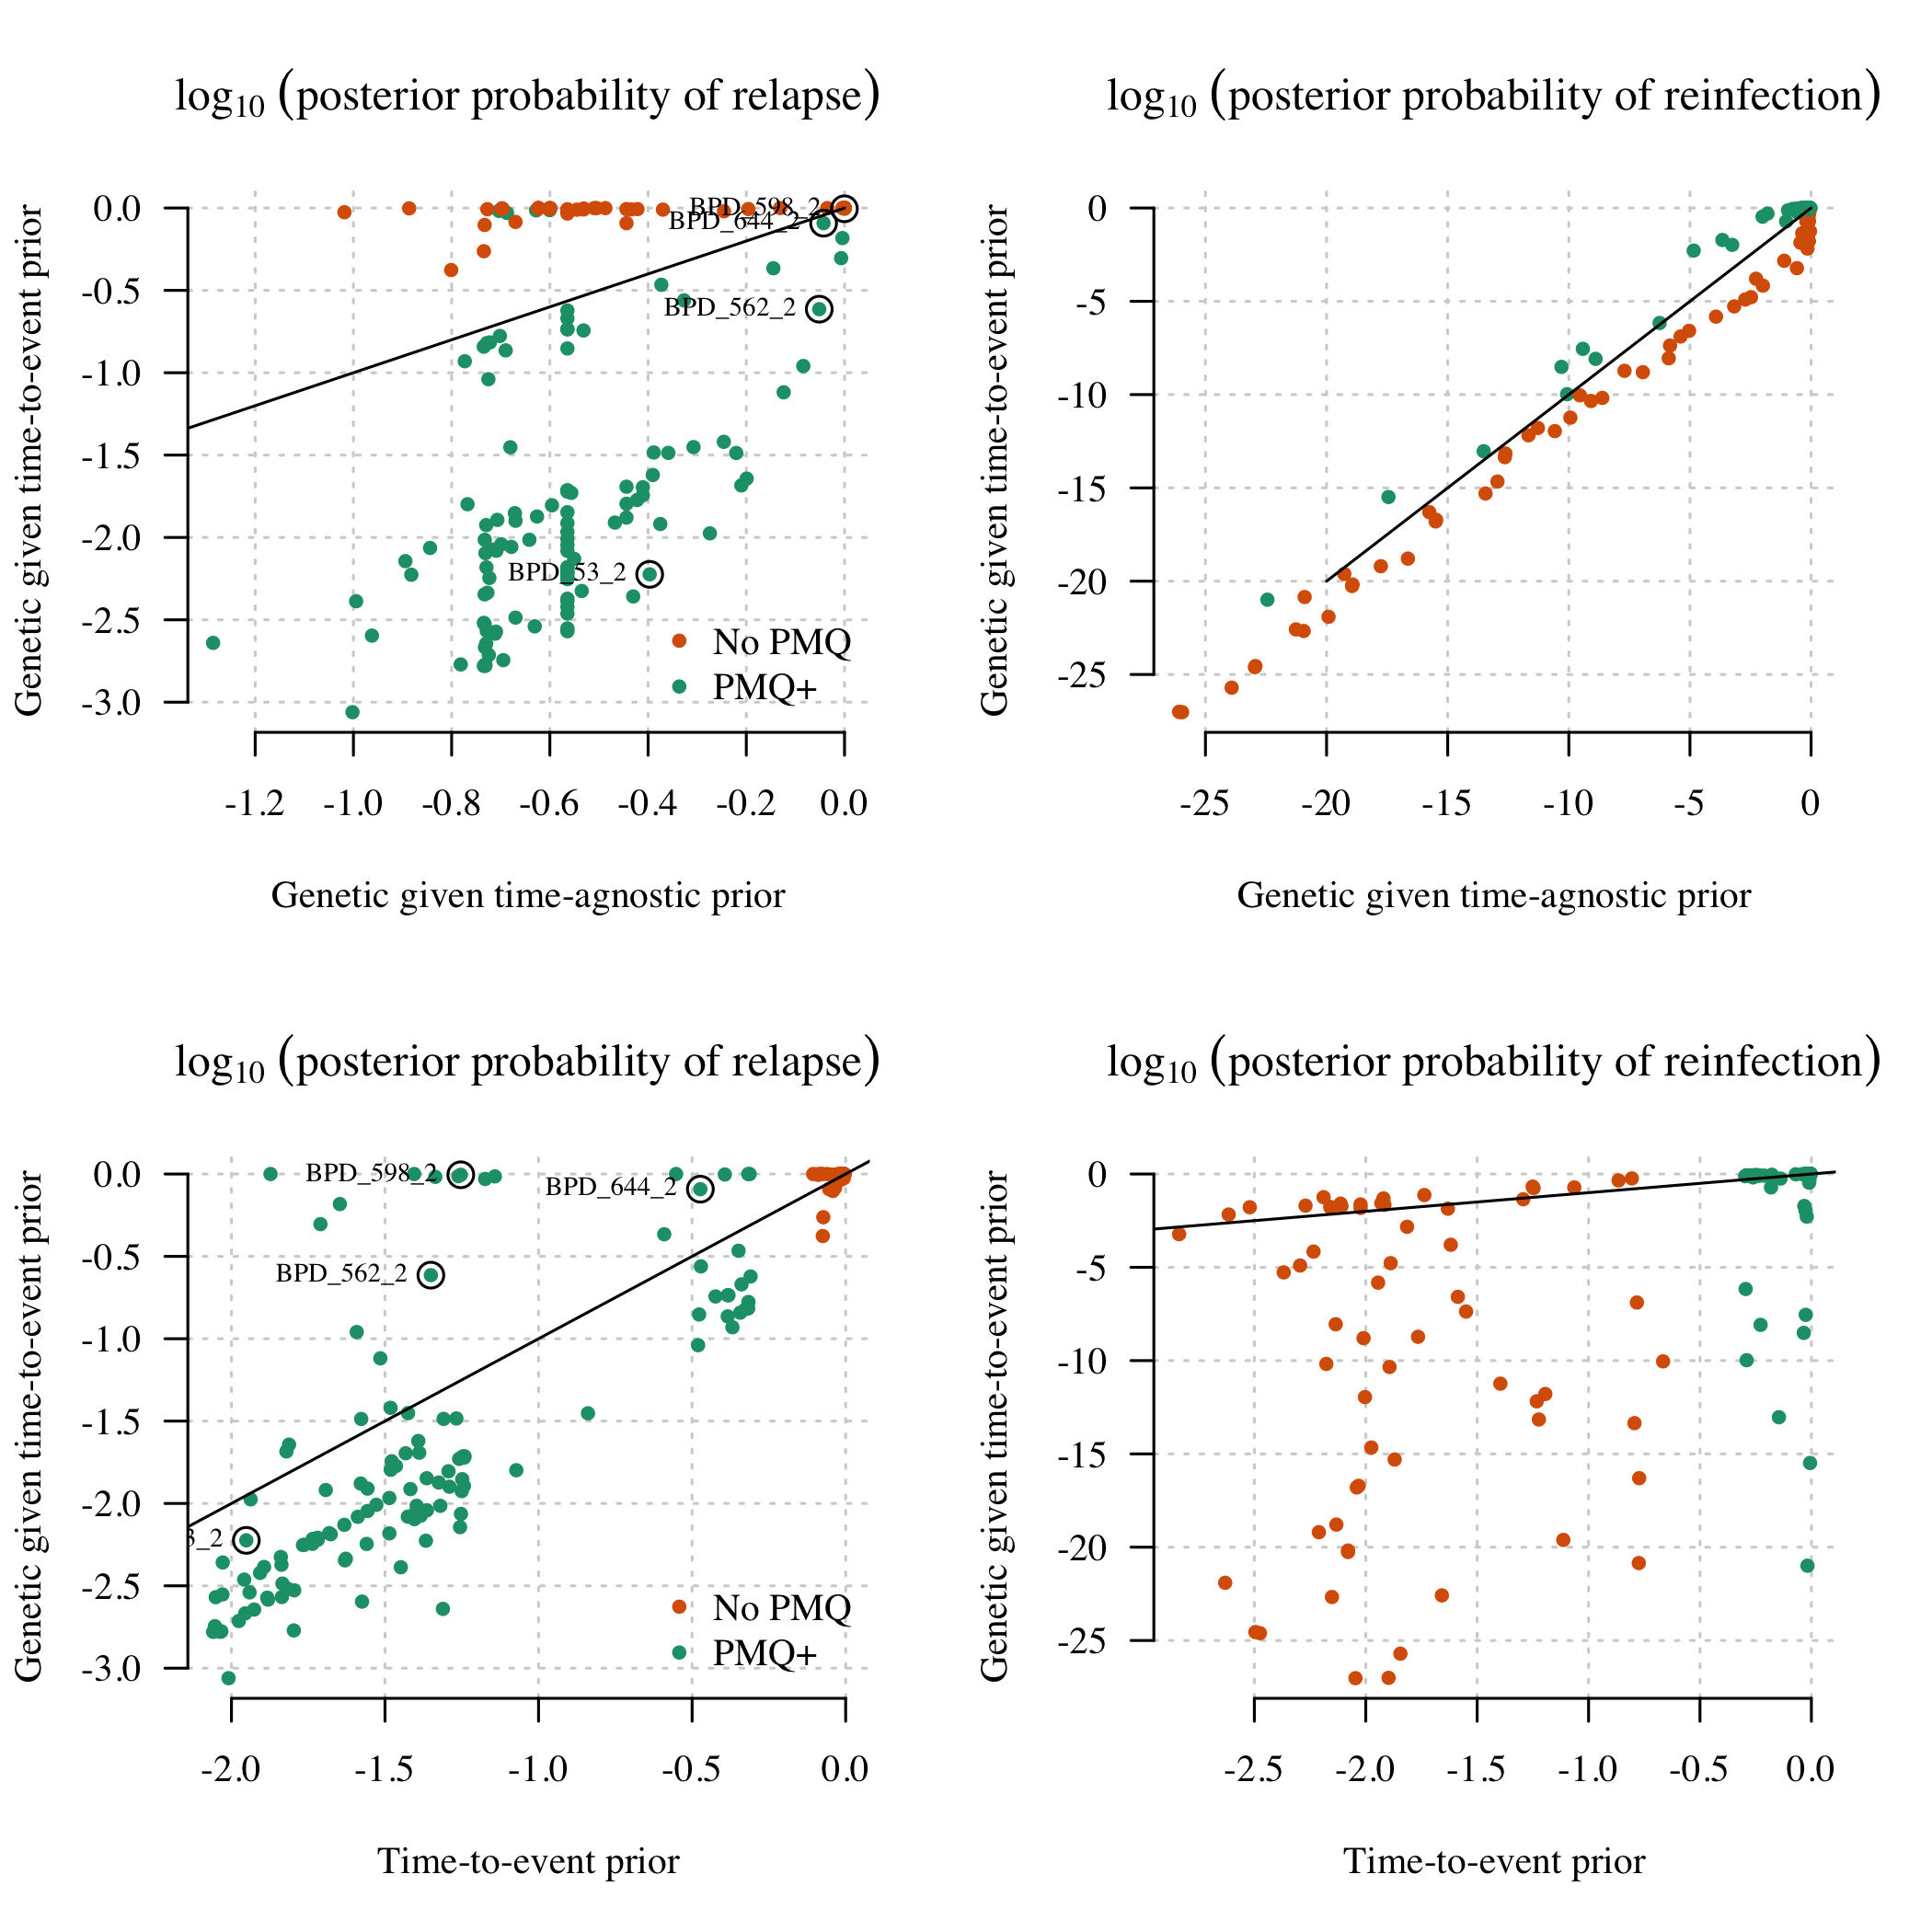 log10 (posterior probability of relapse)
Genetic given time-to-event prior
0.0
-0.5
-1.0
-1.5
-2.0
-2.5
-3.0
BPD_598_2
BPD_644_2
BPD_562_2
BPD_53_2
No PMQ
PMQ+
-1.2 -1.0 -0.8 -0.6 -0.4 -0.2 0.0
Genetic given time-agnostic prior
log10 (posterior probability of reinfection)
Genetic given time-to-event prior
0
-5
-10
-15
-20
-25
-25 -20 -15 -10 -5 0
Genetic given time-agnostic prior
log10 (posterior probability of relapse)
Genetic given time-to-event prior
0.0
-0.5
-1.0
-1.5
-2.0
-2.5
-3.0
BPD_598_2
BPD_644_2
BPD_562_2
3_2
No PMQ
PMQ+
-2.0 -1.5 -1.0 -0.5 0.0
Time-to-event prior
log10 (posterior probability of reinfection)
Genetic given time-to-event prior
0
-5
-10
-15
-20
-25
-2.5 -2.0 -1.5 -1.0 -0.5 0.0
Time-to-event prior